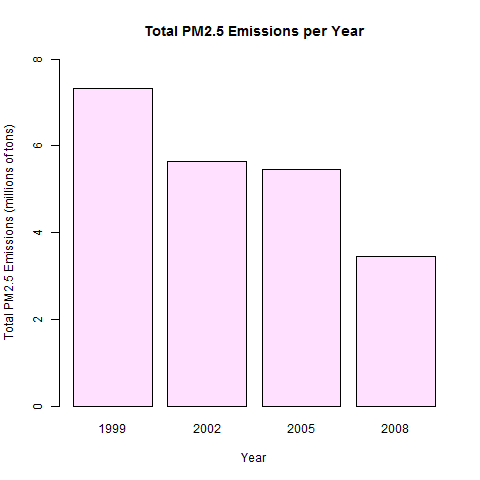 Total PM2.5 Emissions per Year
Total PM2.5 Emissions (millions of tons)
8
6
4
2
0
1999 2002 2005 2008
Year